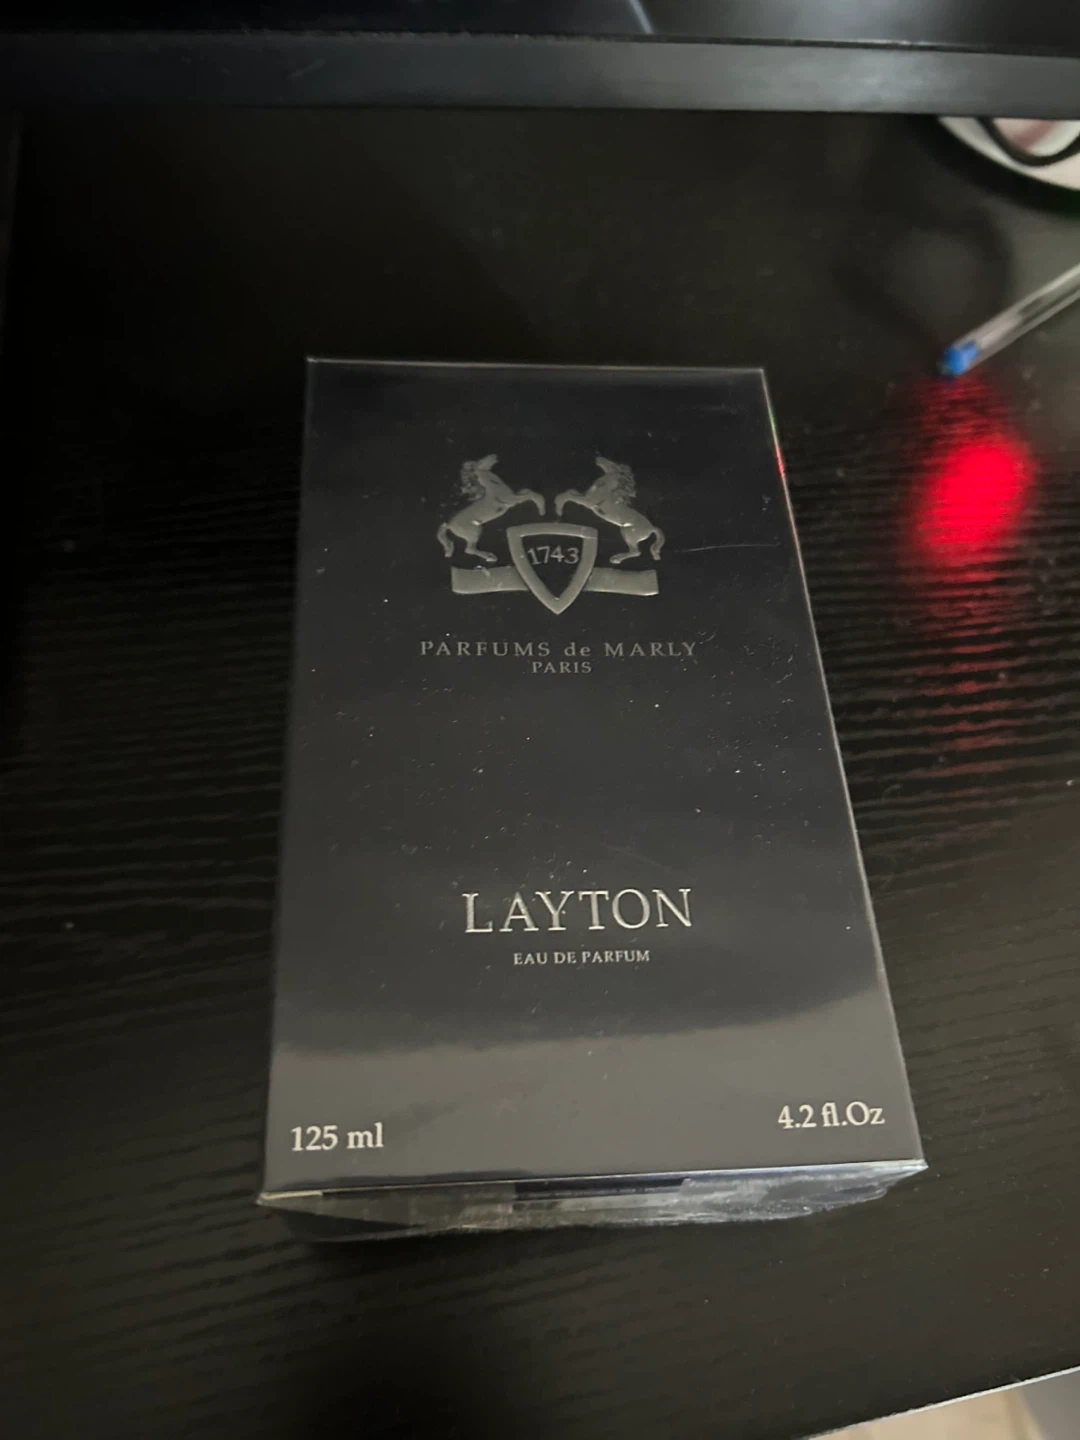 1743
PARFUMS de MARLY
PARIS
LAYTON
EAU DE PARFUM
125 ml
4.2 fl.Oz